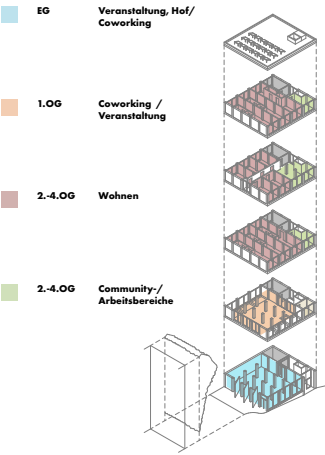 EG Veranstaltung, Hof/
Coworking
1.OG Coworking /
Veranstaltung
2.-4.OG Wohnen
2.-4.OG Community-/
Arbeitsbereiche